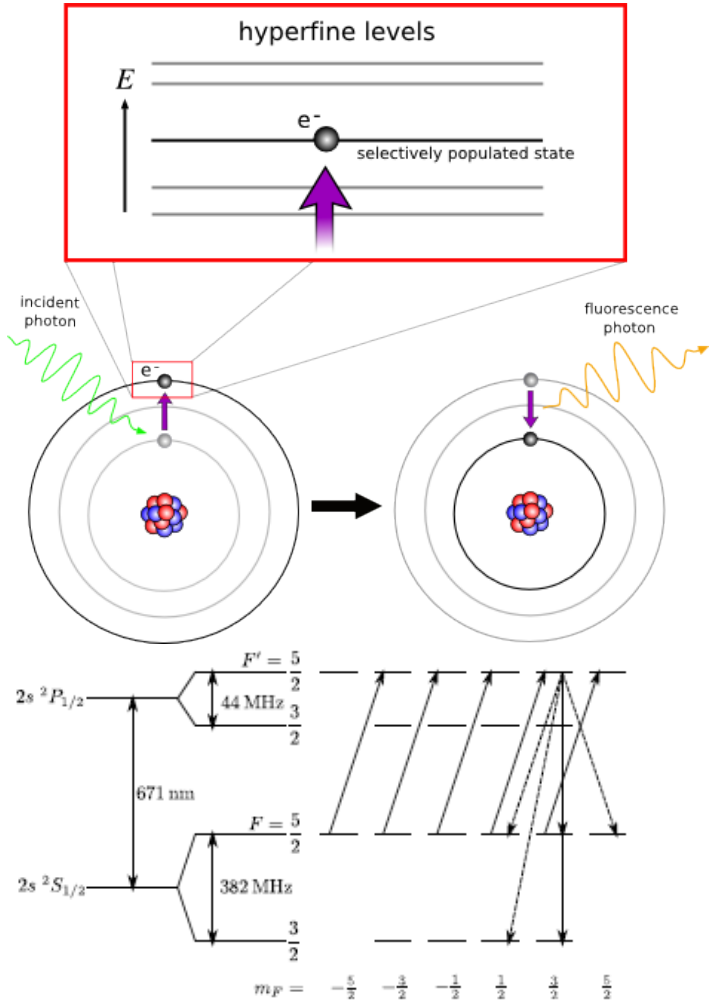 hyperfine levels
E
e-
selectively populated state
incident
photon
fluorescence
photon
e-
F′ = 5/2
2s ²P₁/₂
44 MHz
3/2
671 nm
F = 5/2
2s ²S₁/₂
382 MHz
3/2
m_F = −5/2 −3/2 −1/2 1/2 3/2 5/2